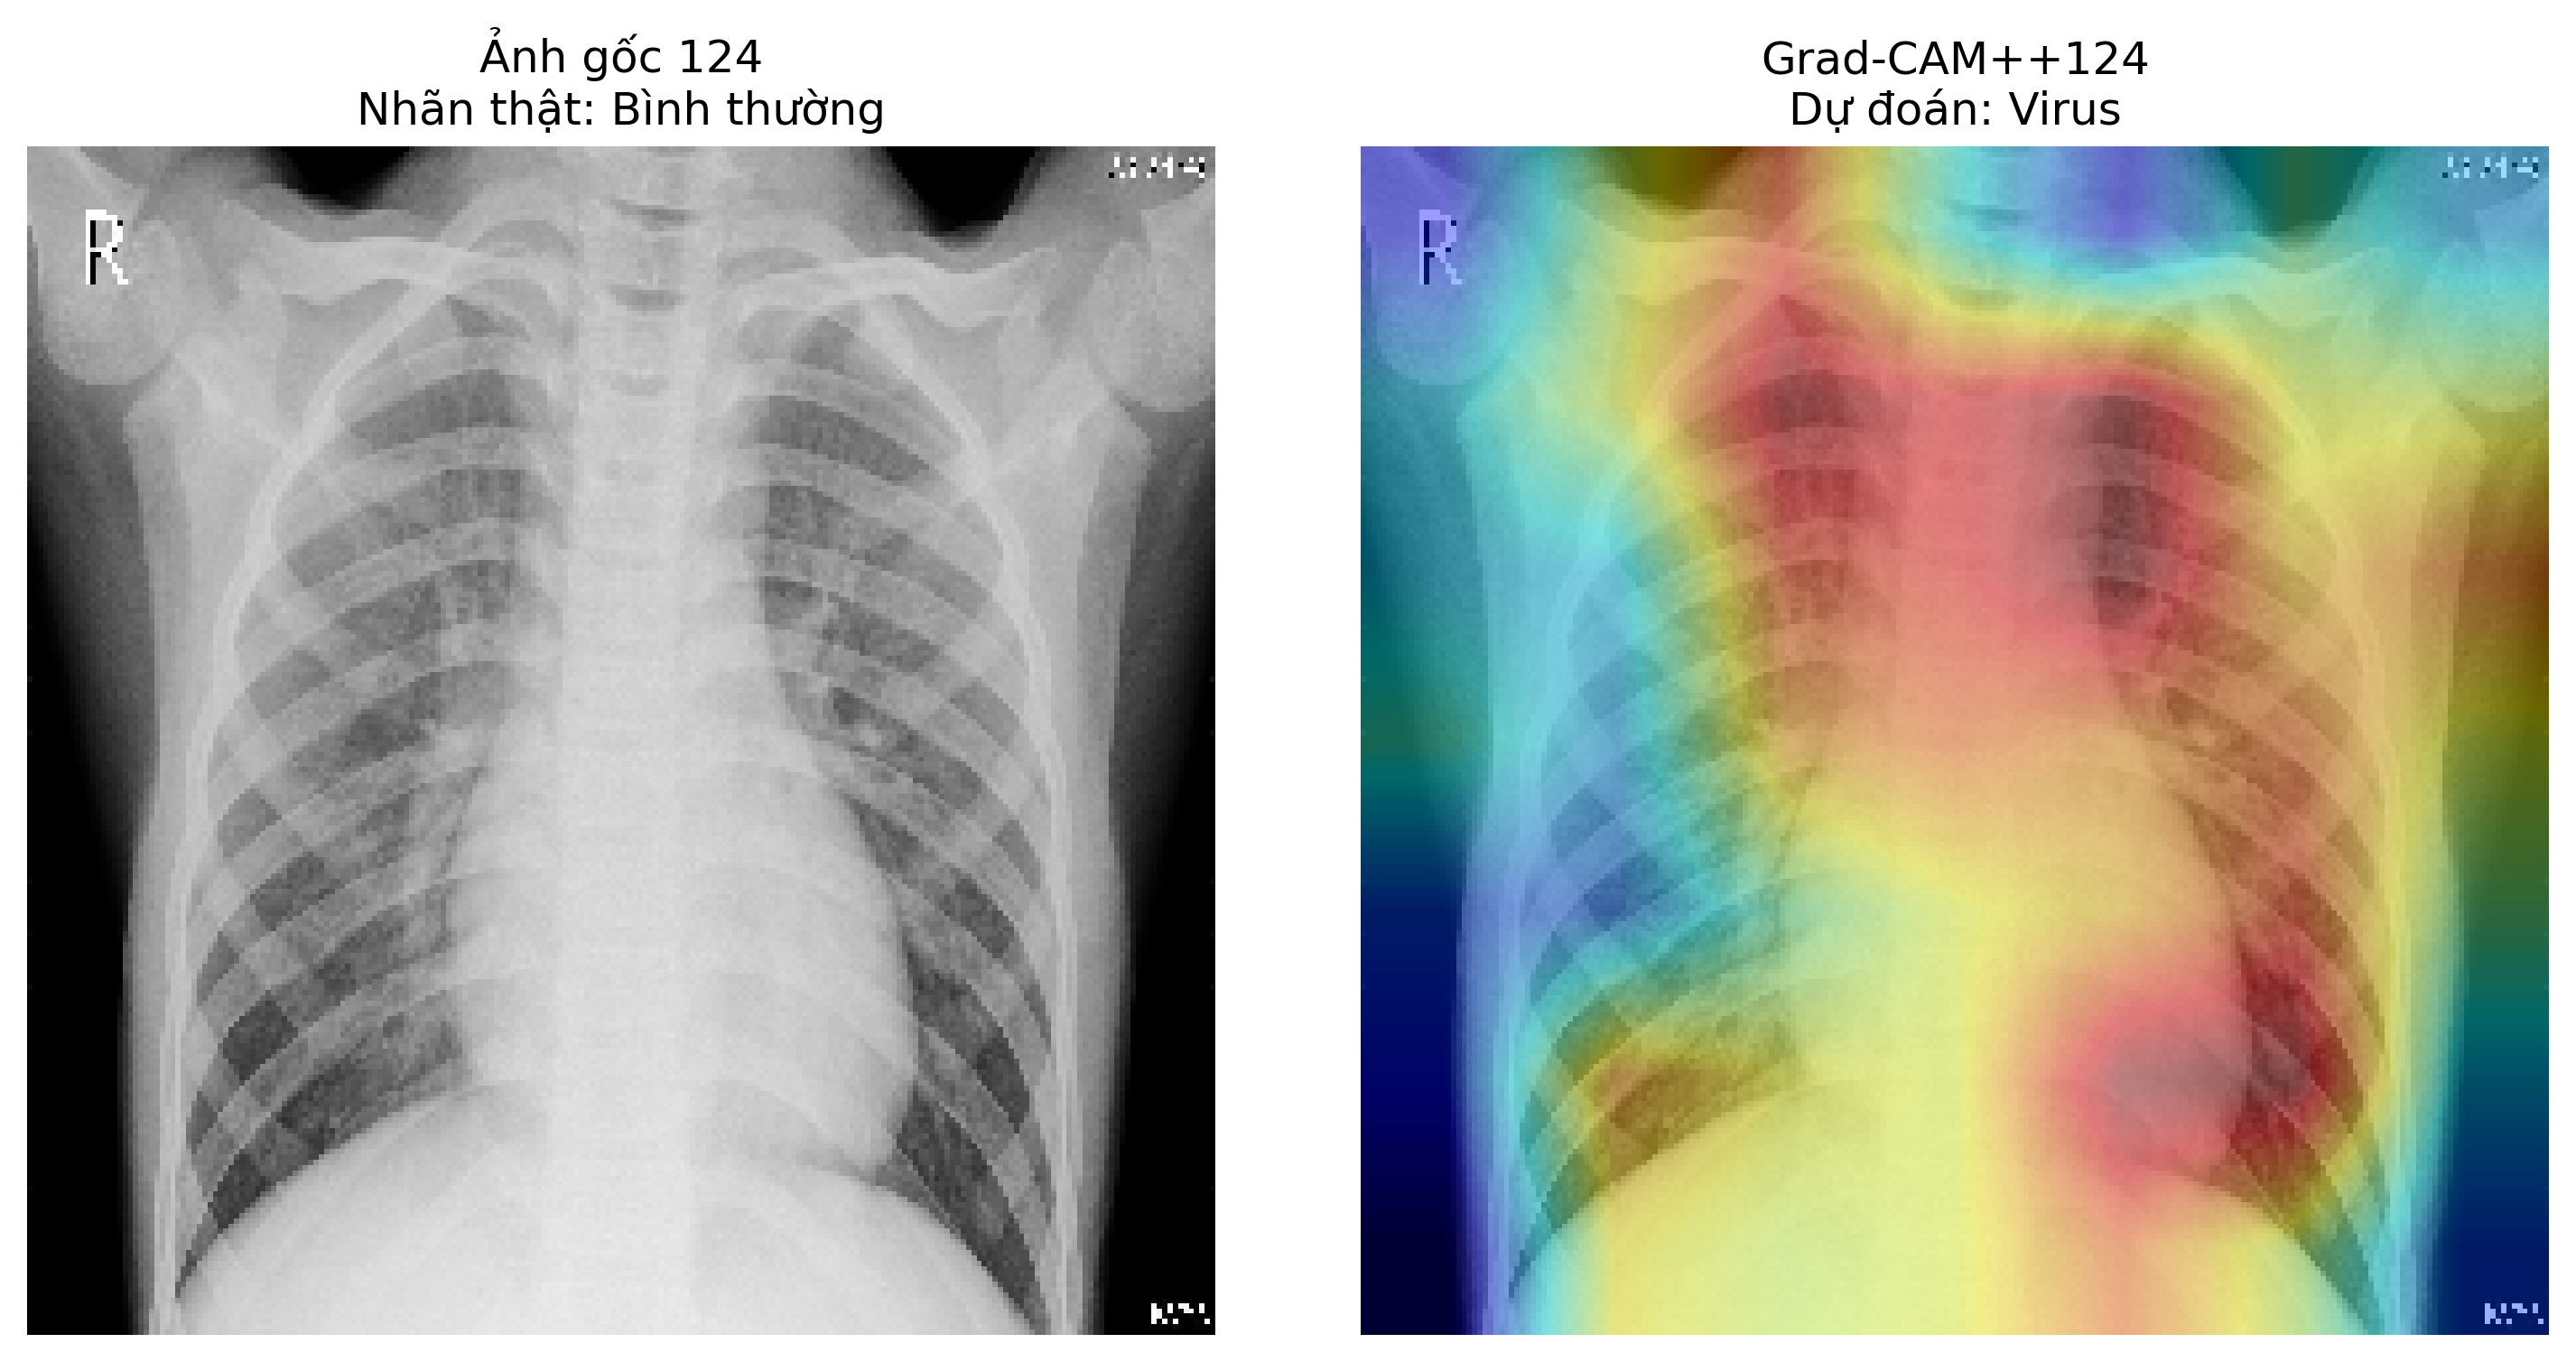 Ảnh gốc 124
Nhãn thật: Bình thường
Grad-CAM++124
Dự đoán: Virus
R
R